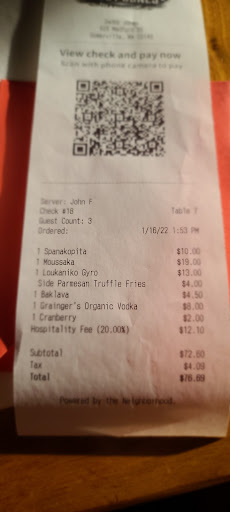 View check and pay now
Scan with phone camera to pay
Server: John F
Check #18 Table 7
Guest Count: 3
Ordered: 1/16/22 1:53 PM
1 Spanakopita $10.00
1 Moussaka $19.00
1 Loukaniko Gyro $13.00
Side Parmesan Truffle Fries $4.00
1 Baklava $4.50
1 Grainger's Organic Vodka $8.00
1 Cranberry $2.00
Hospitality Fee (20.00%) $12.10
Subtotal $72.60
Tax $4.09
Total $76.69
Powered by the Neighborhood.